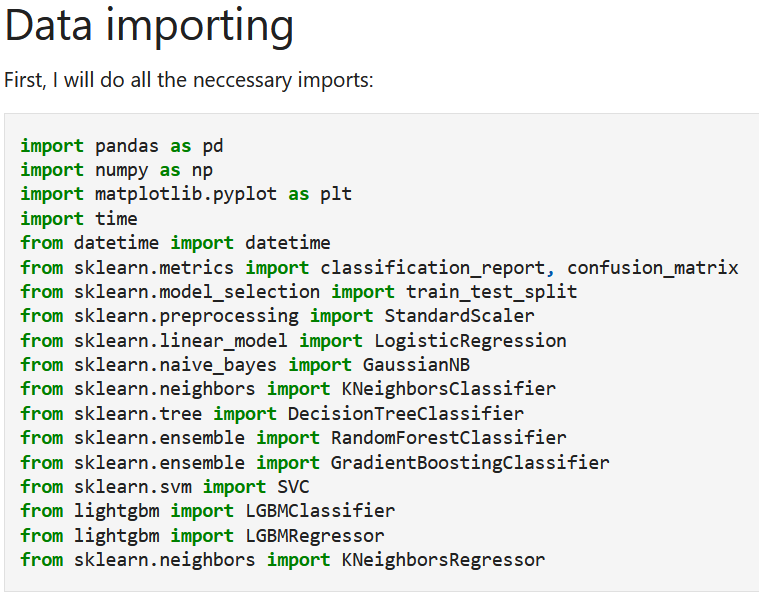 Data importing
First, I will do all the neccessary imports:
import pandas as pd
import numpy as np
import matplotlib.pyplot as plt
import time
from datetime import datetime
from sklearn.metrics import classification_report, confusion_matrix
from sklearn.model_selection import train_test_split
from sklearn.preprocessing import StandardScaler
from sklearn.linear_model import LogisticRegression
from sklearn.naive_bayes import GaussianNB
from sklearn.neighbors import KNeighborsClassifier
from sklearn.tree import DecisionTreeClassifier
from sklearn.ensemble import RandomForestClassifier
from sklearn.ensemble import GradientBoostingClassifier
from sklearn.svm import SVC
from lightgbm import LGBMClassifier
from lightgbm import LGBMRegressor
from sklearn.neighbors import KNeighborsRegressor